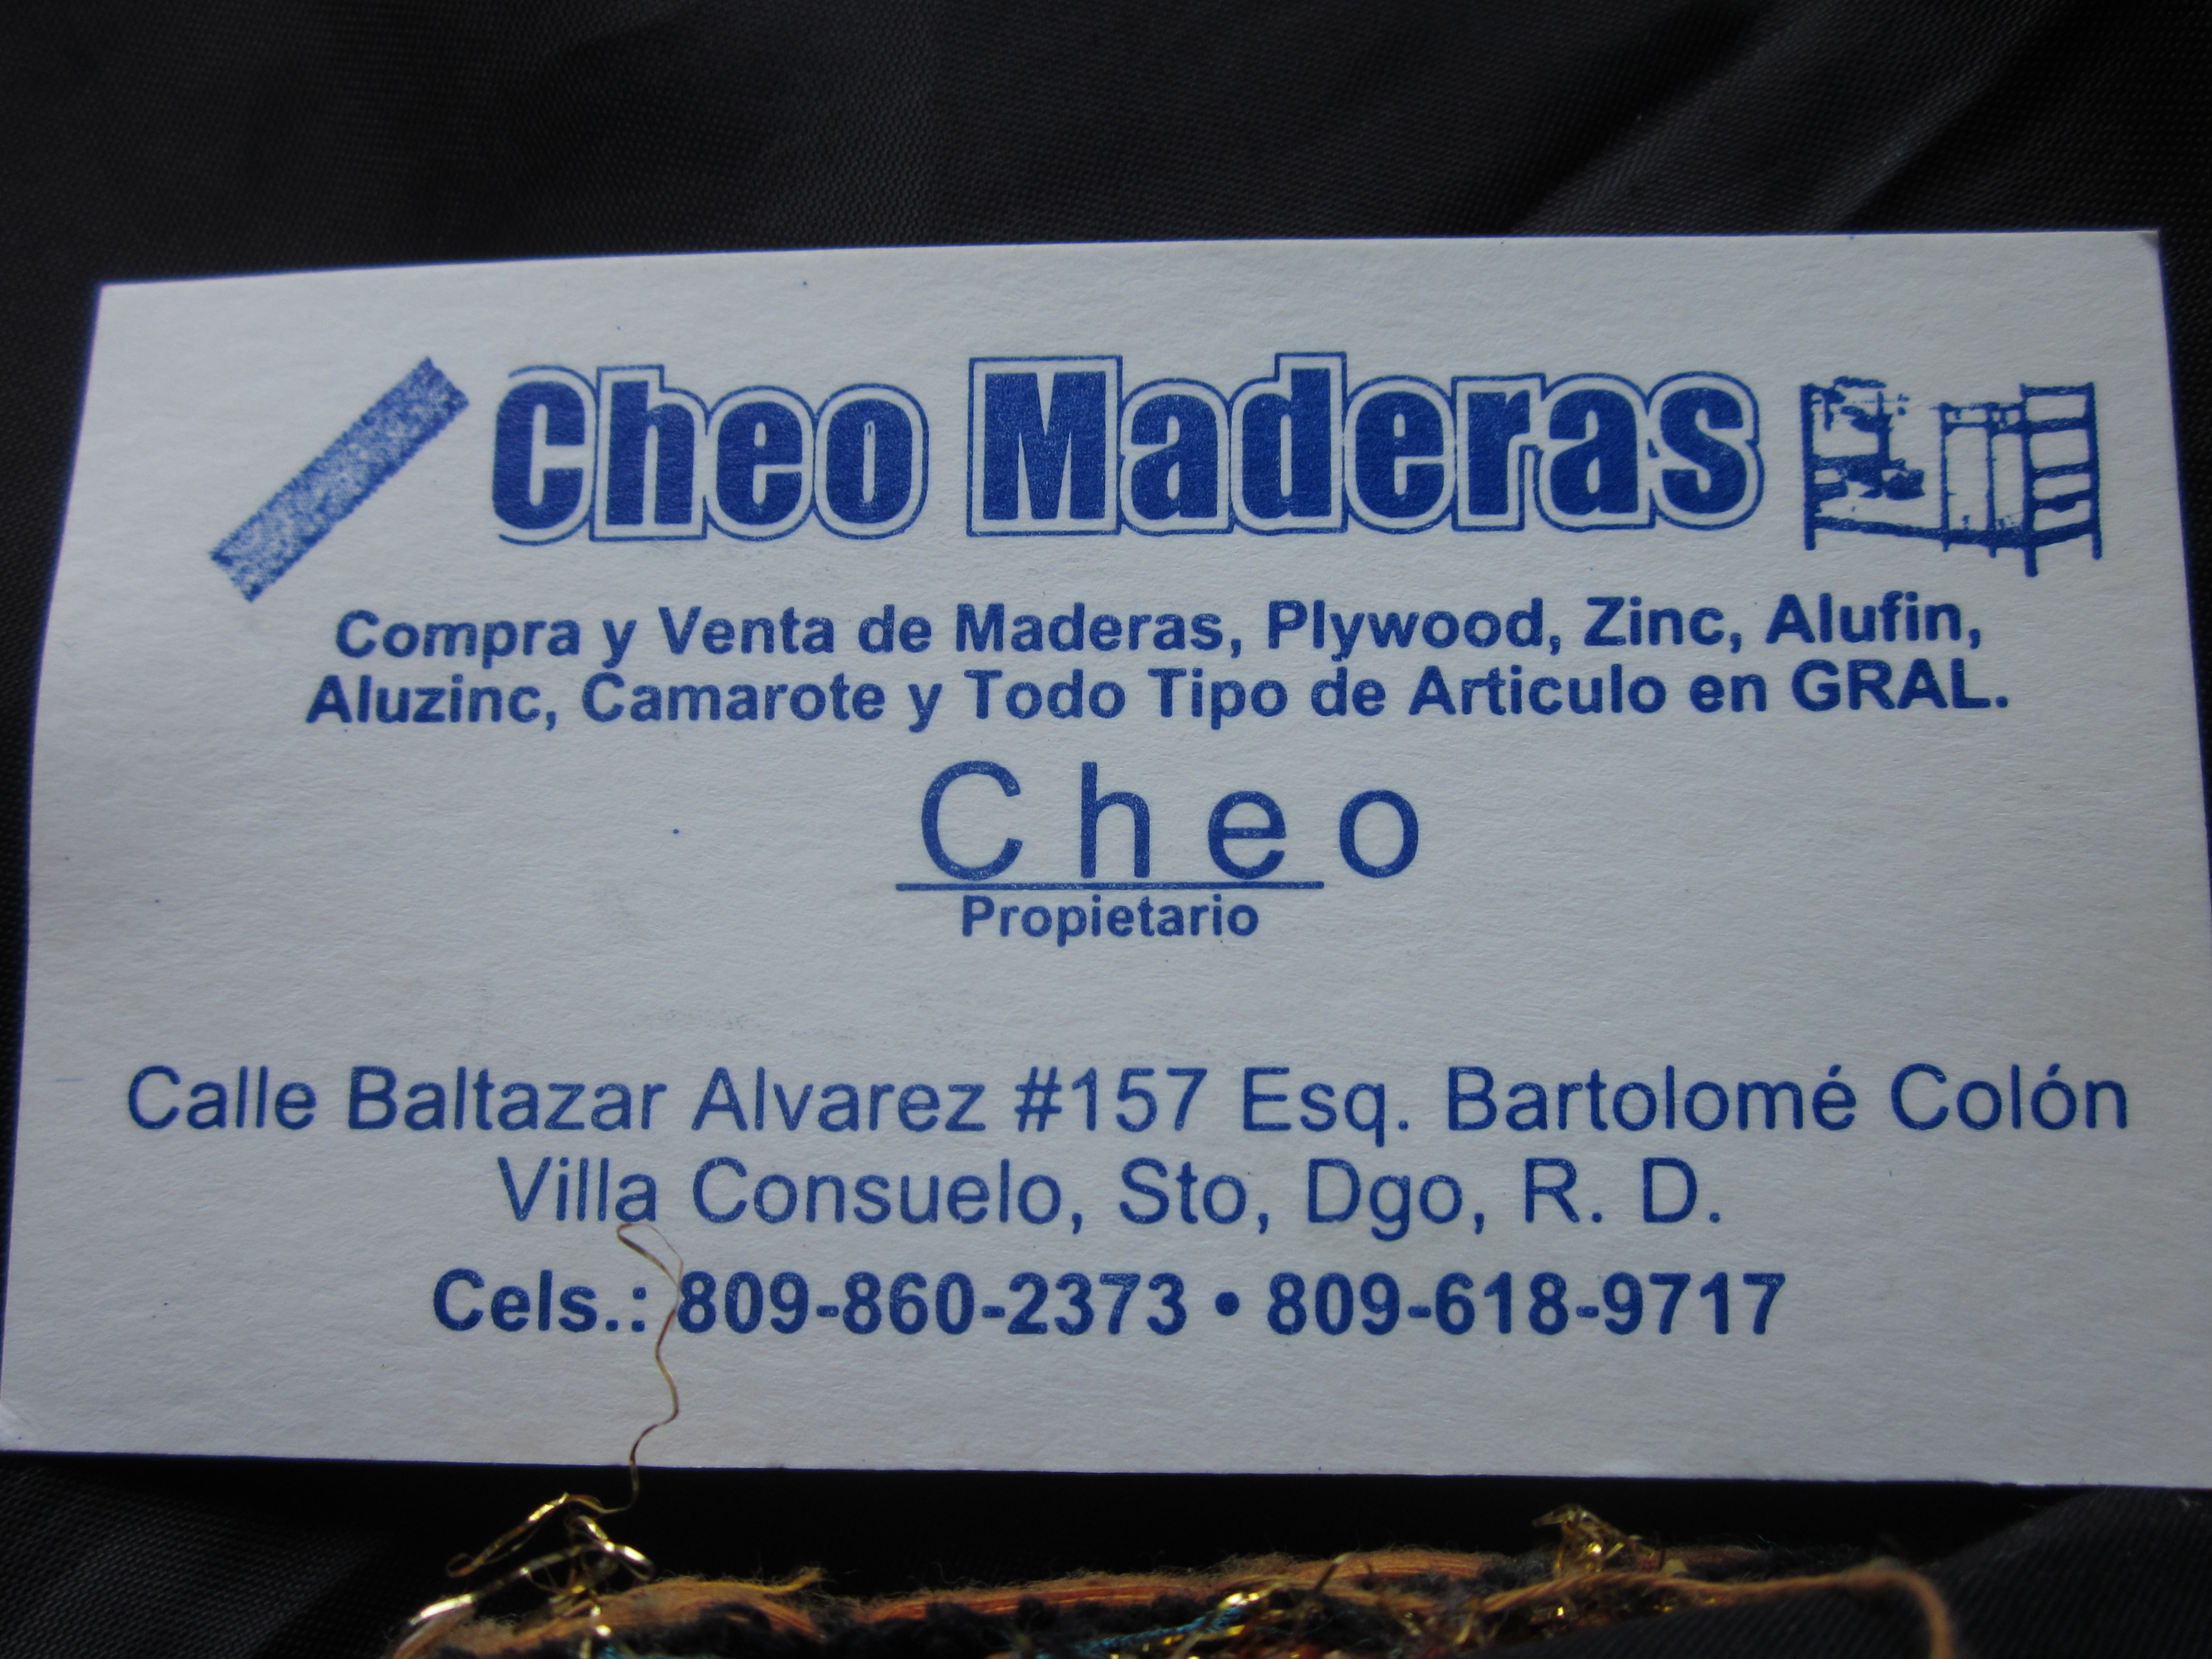 Cheo Maderas
Compra y Venta de Maderas, Plywood, Zinc, Alufin,
Aluzinc, Camarote y Todo Tipo de Articulo en GRAL.
Cheo
Propietario
Calle Baltazar Alvarez #157 Esq. Bartolomé Colón
Villa Consuelo, Sto, Dgo, R. D.
Cels.: 809-860-2373 • 809-618-9717